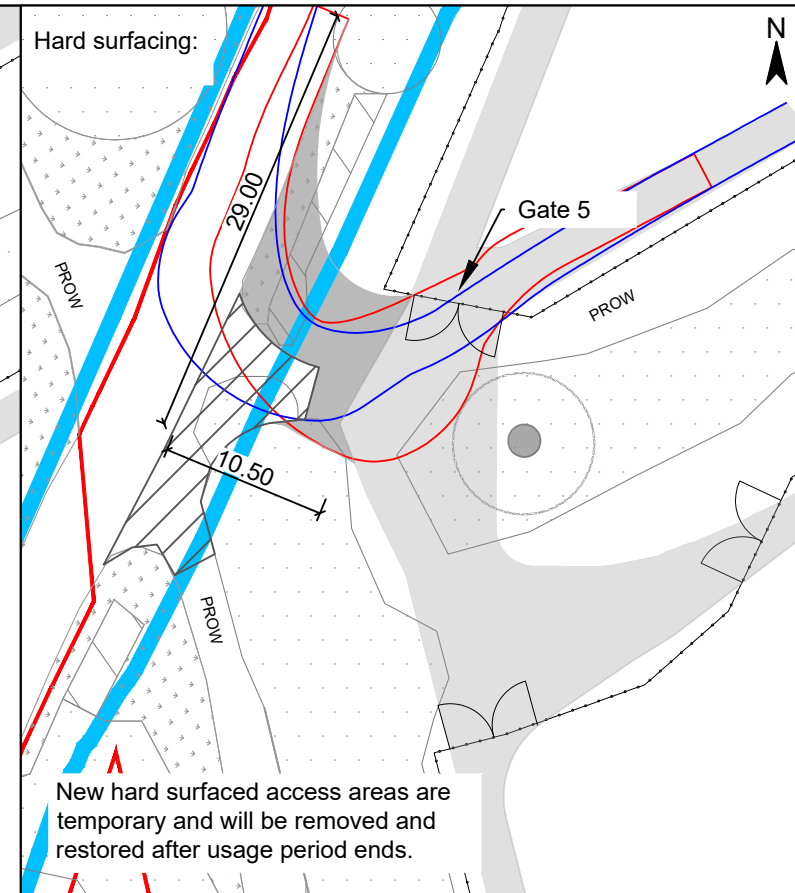 Hard surfacing:
N
29.00
Gate 5
PROW
PROW
10.50
PROW
New hard surfaced access areas are
temporary and will be removed and
restored after usage period ends.